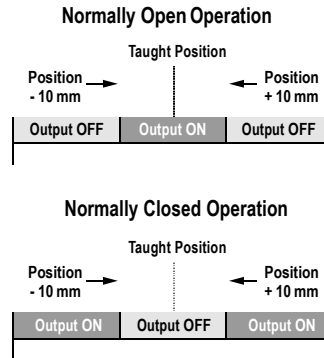 Normally Open Operation
Taught Position
Position
- 10 mm
Position
+ 10 mm
Output OFF Output ON Output OFF
Normally Closed Operation
Taught Position
Position
- 10 mm
Position
+ 10 mm
Output ON Output OFF Output ON